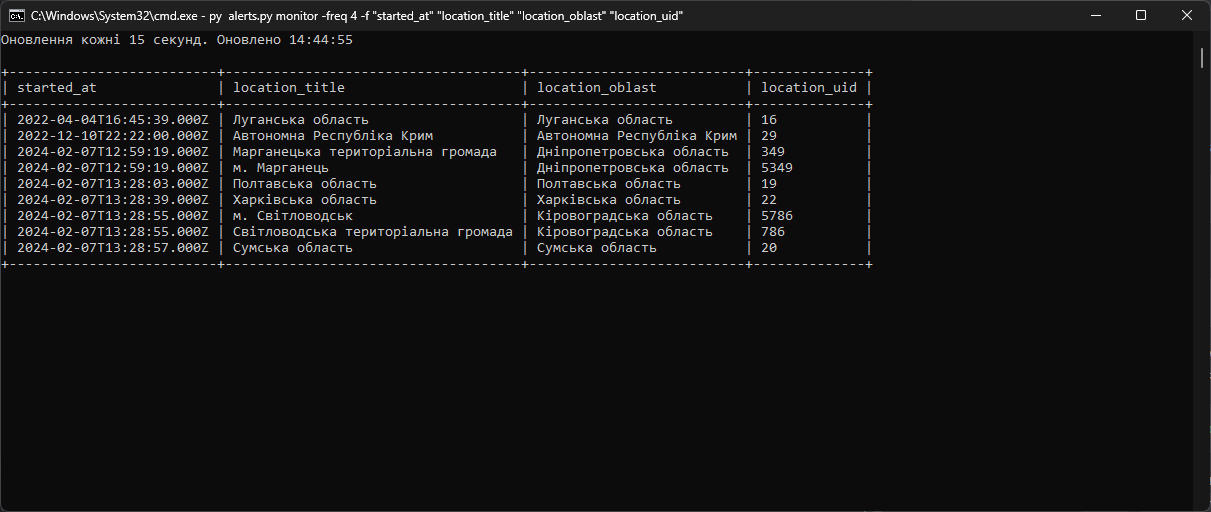 C:\Windows\System32\cmd.exe - py  alerts.py monitor -freq 4 -f "started_at" "location_title" "location_oblast" "location_uid"
Оновлення кожні 15 секунд. Оновлено 14:44:55
+--------------------------+-------------------------------------+---------------------------+--------------+
| started_at               | location_title                      | location_oblast           | location_uid |
+--------------------------+-------------------------------------+---------------------------+--------------+
| 2022-04-04T16:45:39.000Z | Луганська область                   | Луганська область         | 16           |
| 2022-12-10T22:22:00.000Z | Автономна Республіка Крим           | Автономна Республіка Крим | 29           |
| 2024-02-07T12:59:19.000Z | Марганецька територіальна громада   | Дніпропетровська область  | 349          |
| 2024-02-07T12:59:19.000Z | м. Марганець                        | Дніпропетровська область  | 5349         |
| 2024-02-07T13:28:03.000Z | Полтавська область                  | Полтавська область        | 19           |
| 2024-02-07T13:28:39.000Z | Харківська область                  | Харківська область        | 22           |
| 2024-02-07T13:28:55.000Z | м. Світловодськ                     | Кіровоградська область    | 5786         |
| 2024-02-07T13:28:55.000Z | Світловодська територіальна громада | Кіровоградська область    | 786          |
| 2024-02-07T13:28:57.000Z | Сумська область                     | Сумська область           | 20           |
+--------------------------+-------------------------------------+---------------------------+--------------+